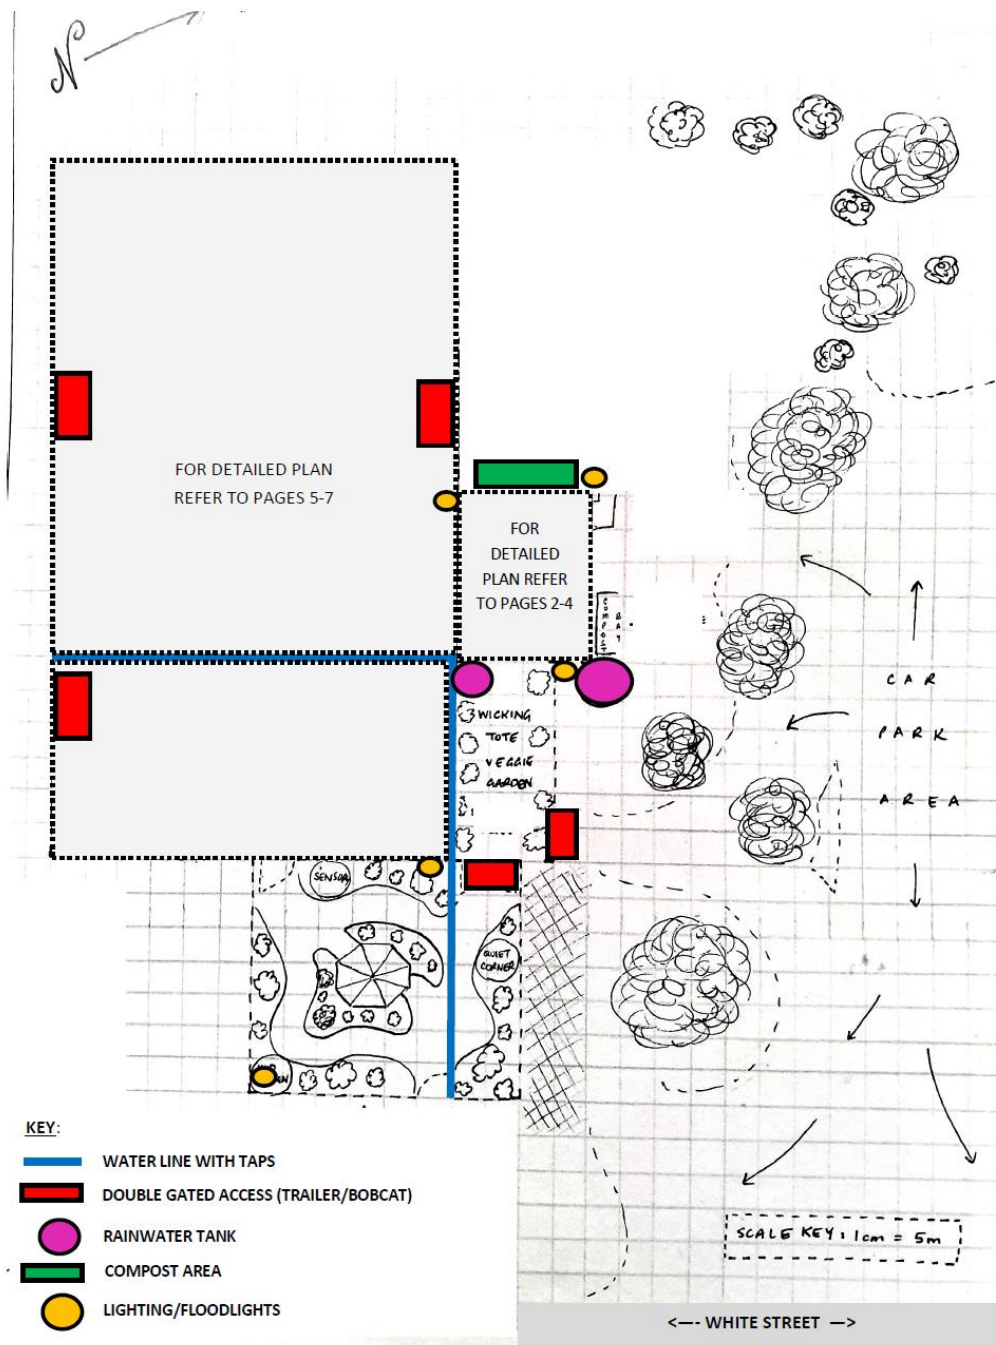 N
FOR DETAILED PLAN
REFER TO PAGES 5-7
FOR
DETAILED
PLAN REFER
TO PAGES 2-4
COMPOST
BAY
WICKING
TOTE
VEGGIE
GARDEN
CAR
PARK
AREA
SENSORY
QUIET
CORNER
KEY:
WATER LINE WITH TAPS
DOUBLE GATED ACCESS (TRAILER/BOBCAT)
RAINWATER TANK
COMPOST AREA
LIGHTING/FLOODLIGHTS
SCALE KEY: 1cm = 5m
<—- WHITE STREET —>